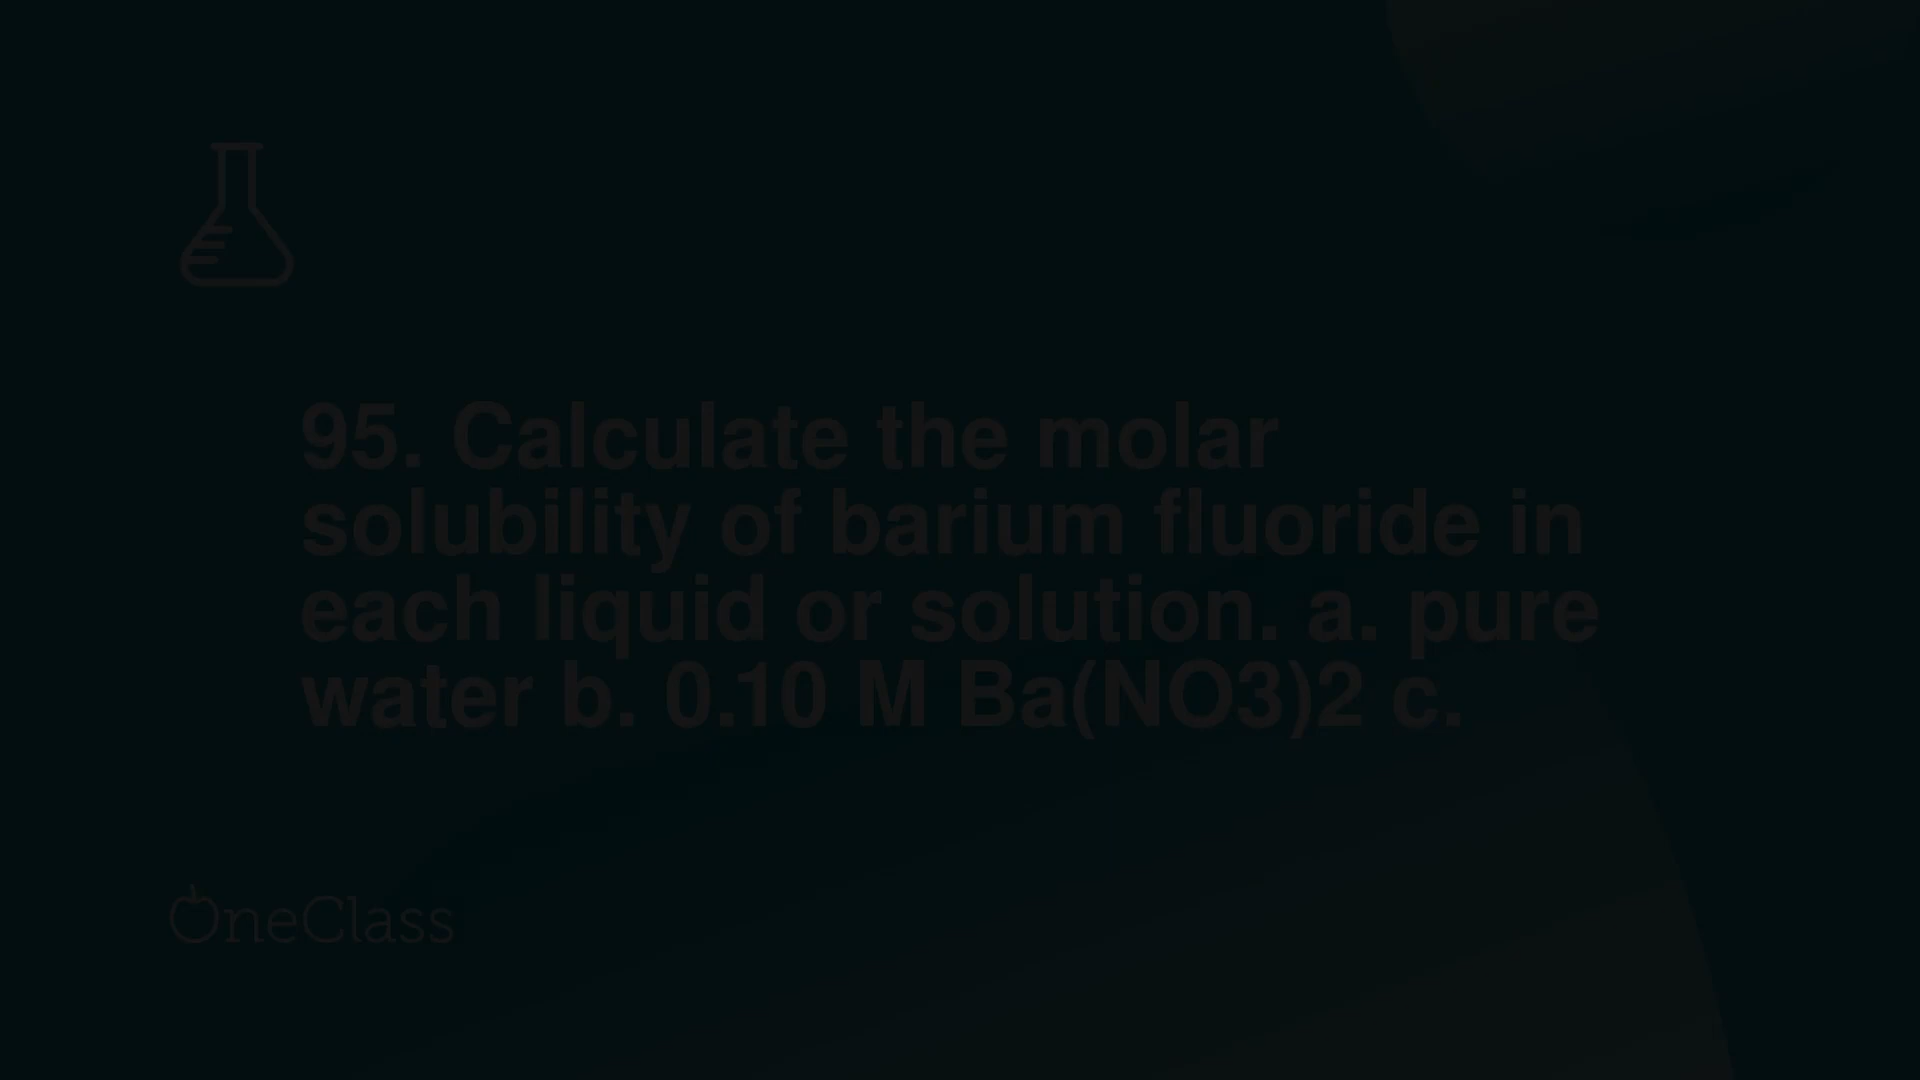 95. Calculate the molar
solubility of barium fluoride in
each liquid or solution. a. pure
water b. 0.10 M Ba(NO3)2 c.
OneClass